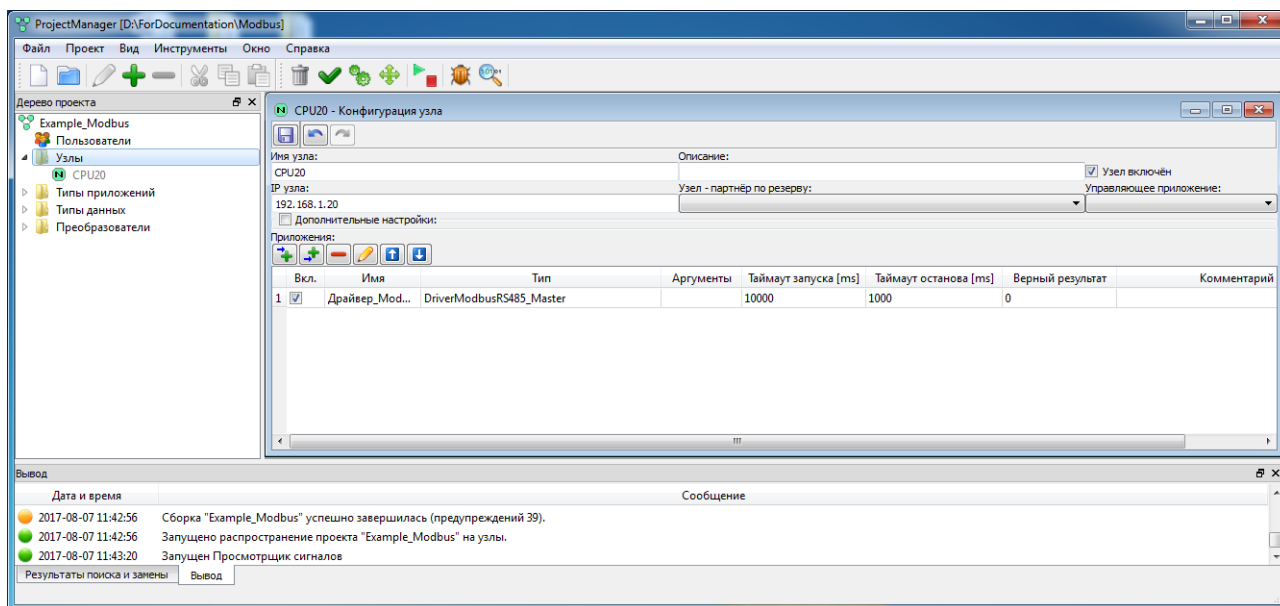 ProjectManager [D:\ForDocumentation\Modbus]
Файл Проект Вид Инструменты Окно Справка
Дерево проекта
Example_Modbus
Пользователи
Узлы
CPU20
Типы приложений
Типы данных
Преобразователи
CPU20 - Конфигурация узла
Имя узла: Описание:
CPU20 Узел включён
IP узла: Узел - партнёр по резерву: Управляющее приложение:
192.168.1.20
Дополнительные настройки:
Приложения:
Вкл. Имя Тип Аргументы Таймаут запуска [ms] Таймаут останова [ms] Верный результат Комментарий
1 Драйвер_Mod... DriverModbusRS485_Master 10000 1000 0
Вывод
Дата и время Сообщение
2017-08-07 11:42:56 Сборка "Example_Modbus" успешно завершилась (предупреждений 39).
2017-08-07 11:42:56 Запущено распространение проекта "Example_Modbus" на узлы.
2017-08-07 11:43:20 Запущен Просмотрщик сигналов
Результаты поиска и замены Вывод